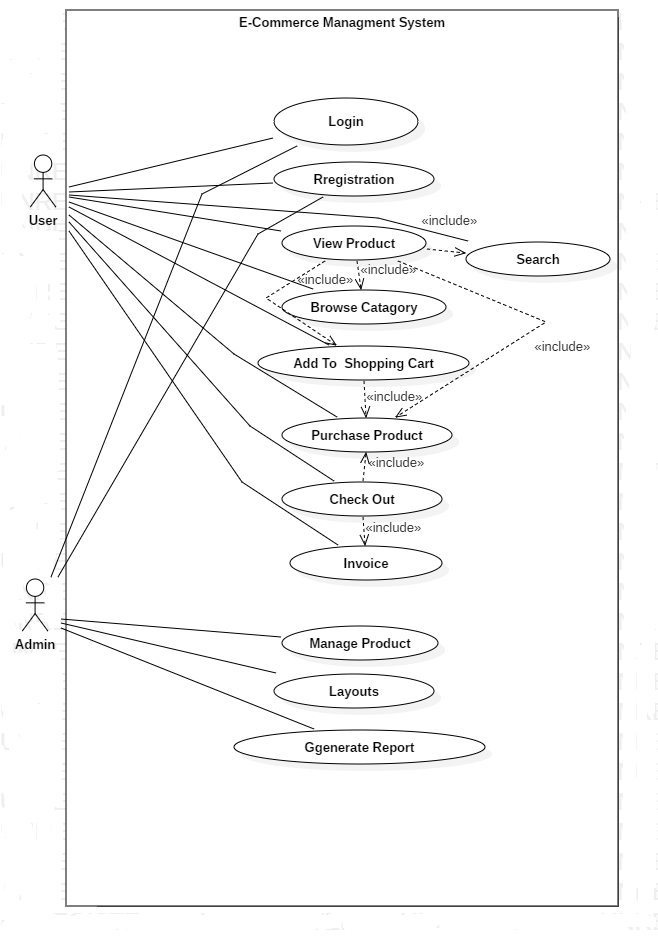 E-Commerce Managment System
Login
Rregistration
User
«include»
View Product
Search
«include»
«include»
Browse Catagory
«include»
Add To  Shopping Cart
«include»
Purchase Product
«include»
Check Out
«include»
Invoice
Admin
Manage Product
Layouts
Ggenerate Report